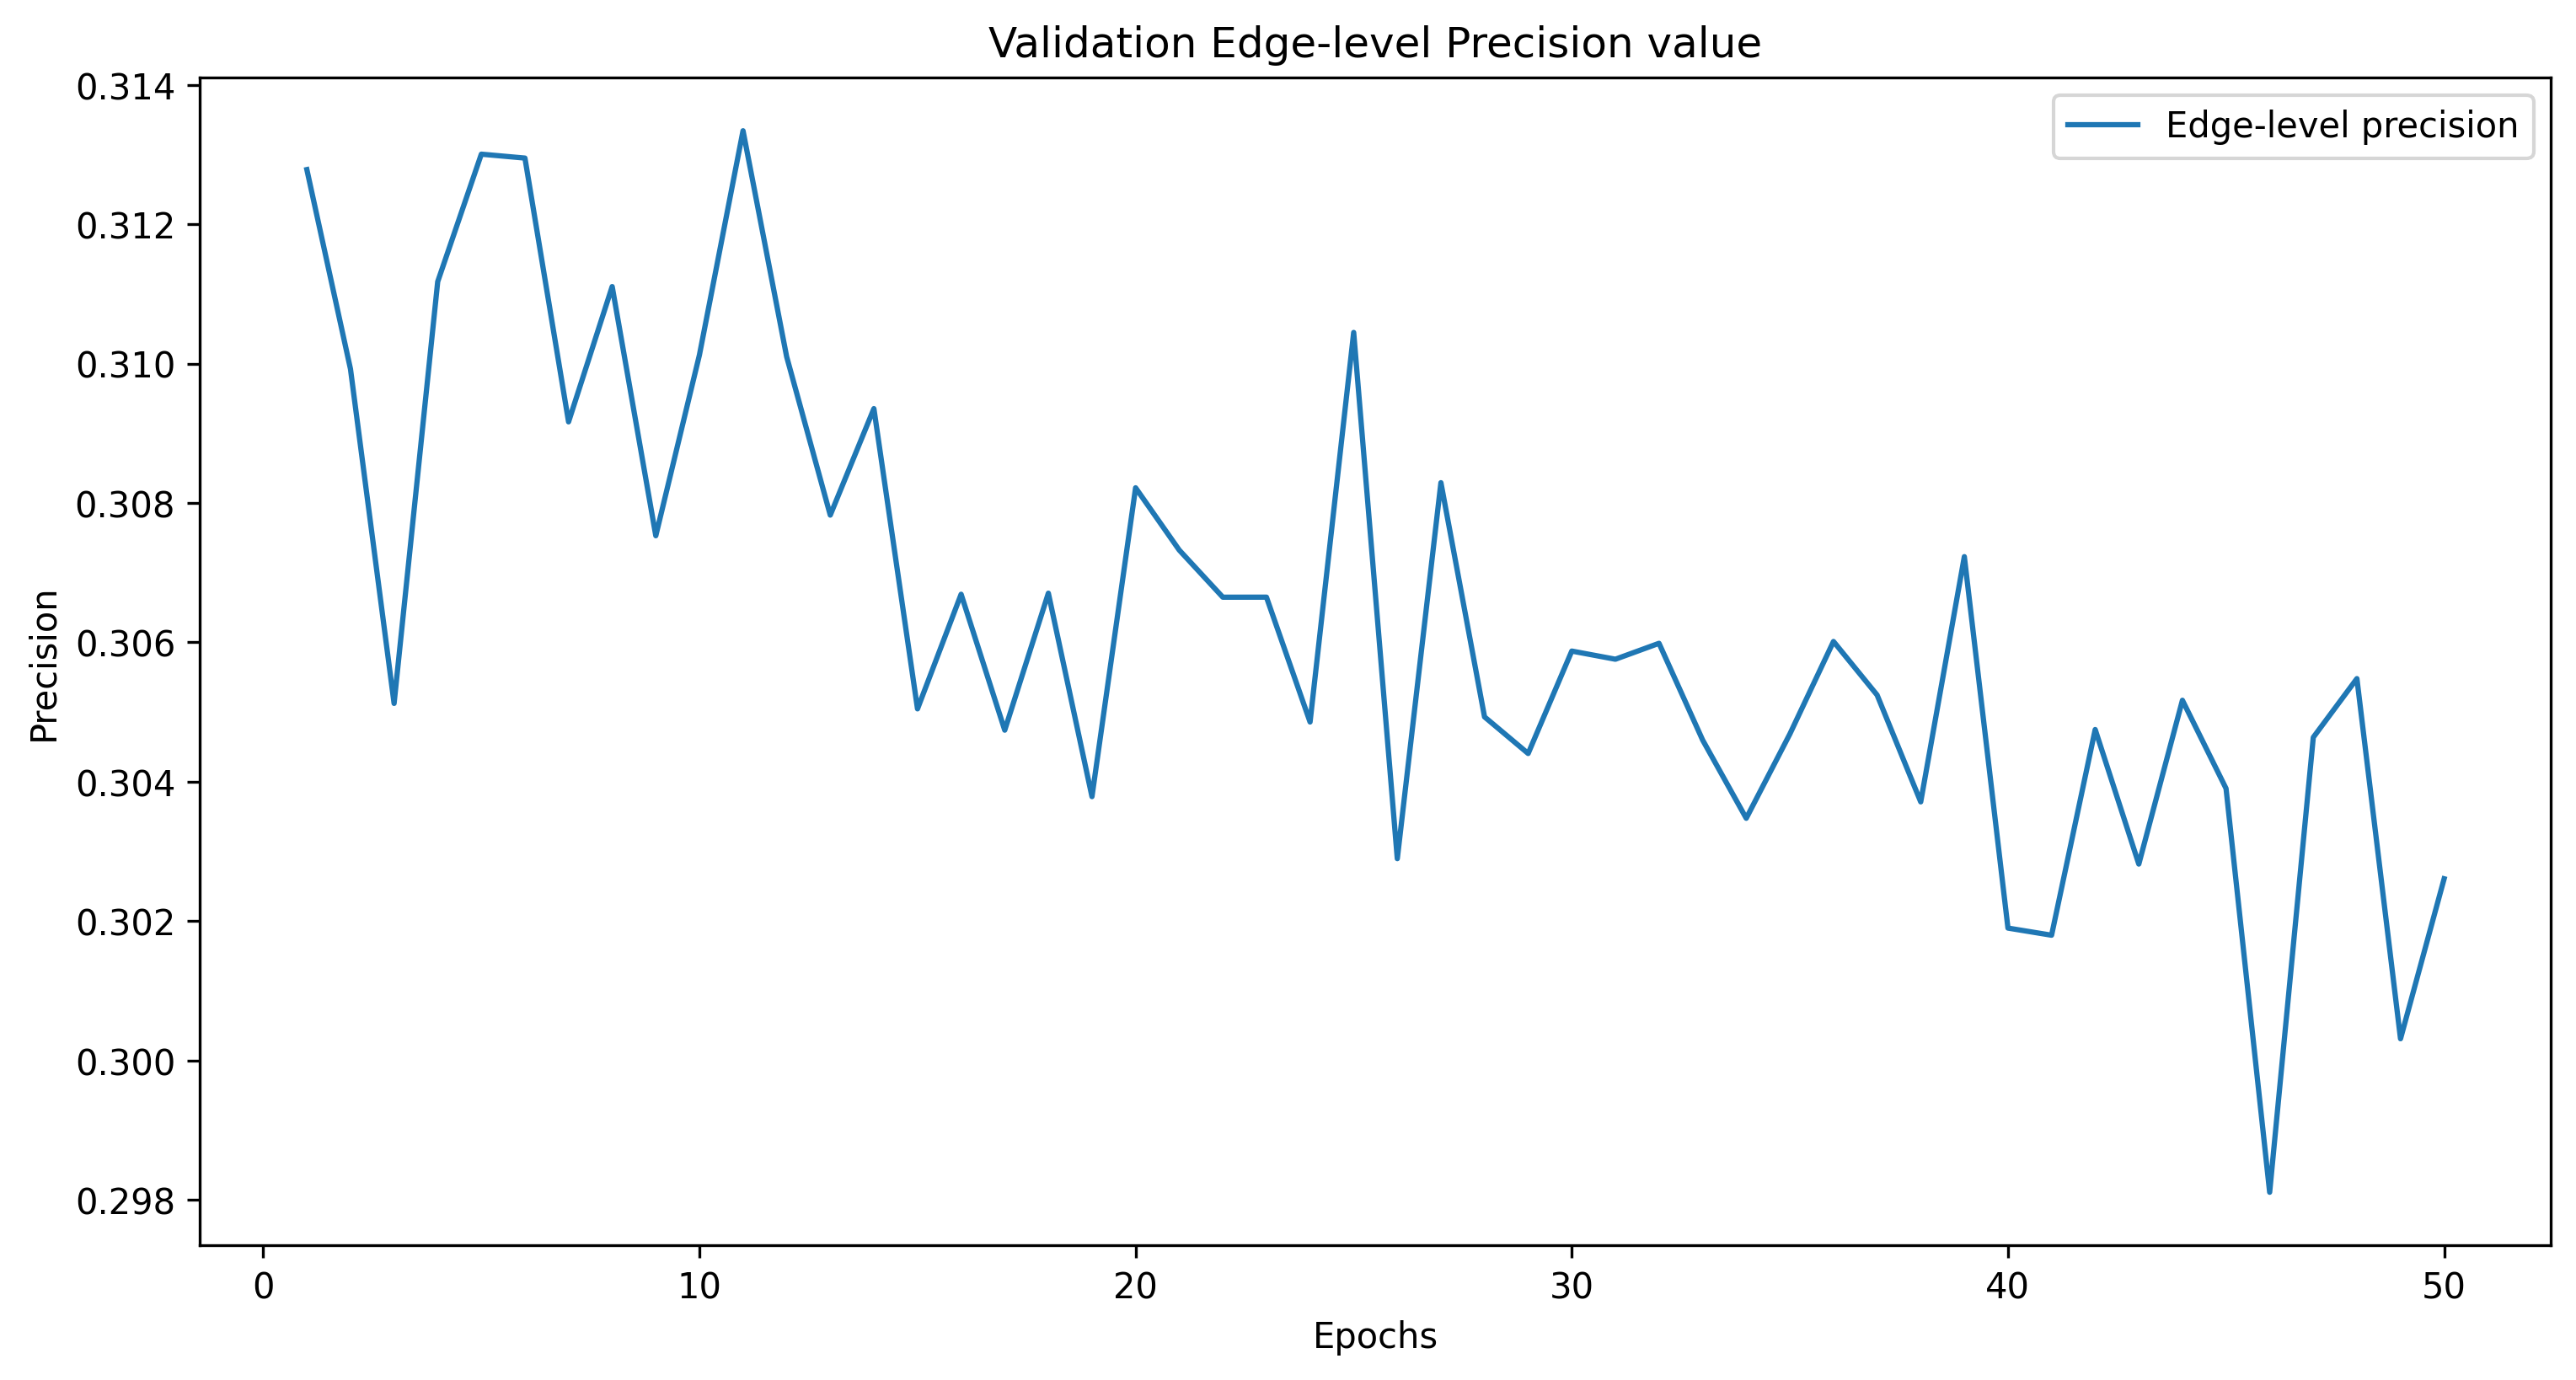 Validation Edge-level Precision value
Edge-level precision
Precision
0.314
0.312
0.310
0.308
0.306
0.304
0.302
0.300
0.298
0 10 20 30 40 50
Epochs